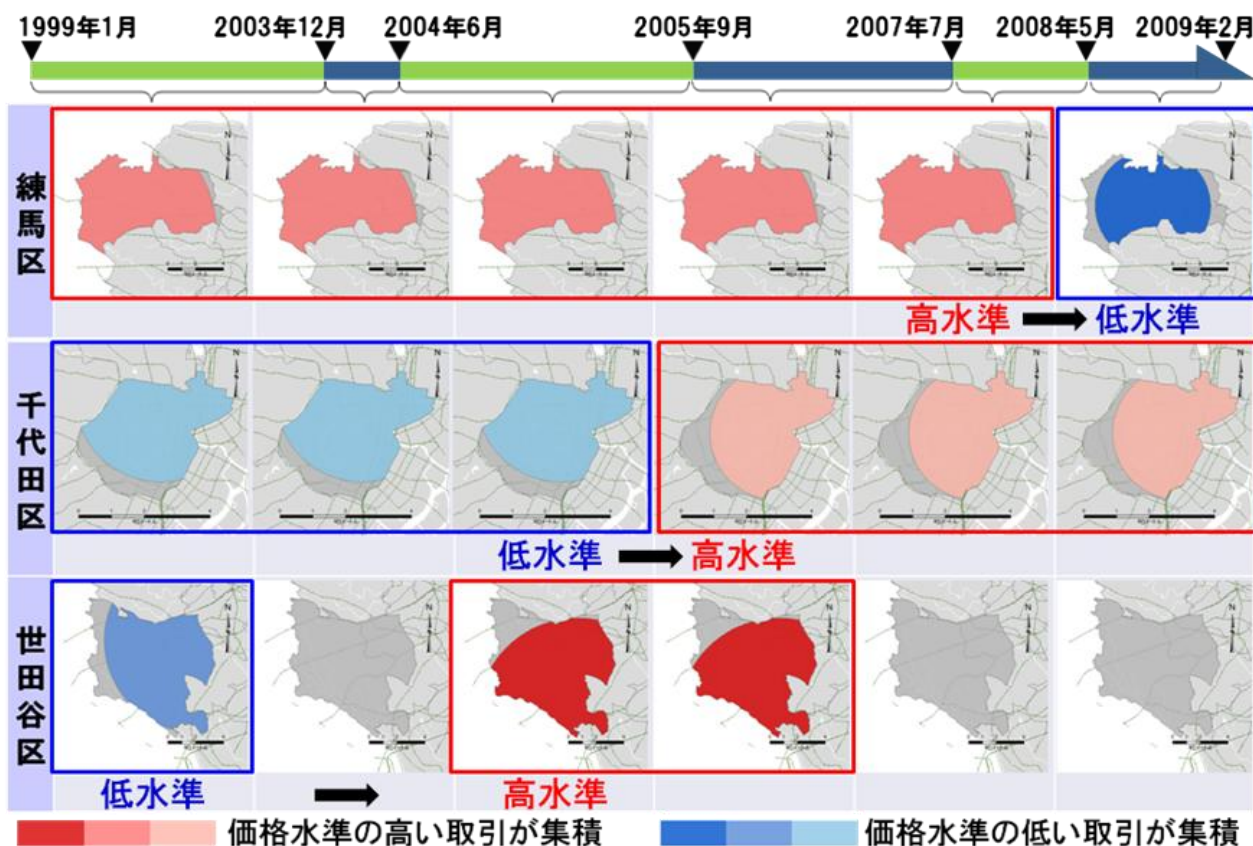 1999年1月
2003年12月
2004年6月
2005年9月
2007年7月
2008年5月
2009年2月
練馬区
高水準
低水準
千代田区
低水準
高水準
世田谷区
低水準
高水準
価格水準の高い取引が集積
価格水準の低い取引が集積